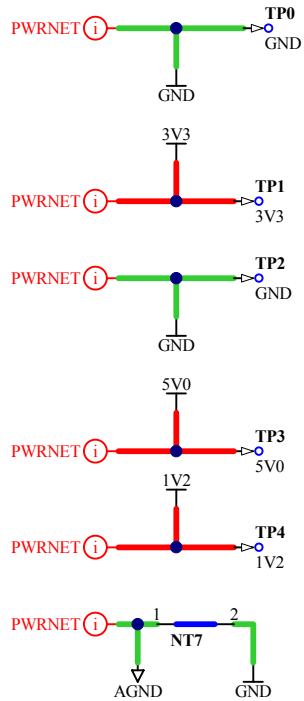 PWRNET i TP0
GND
GND
3V3
PWRNET i TP1
3V3
PWRNET i TP2
GND
GND
5V0
PWRNET i TP3
5V0
1V2
PWRNET i TP4
1V2
PWRNET i 1 2
NT7
AGND GND